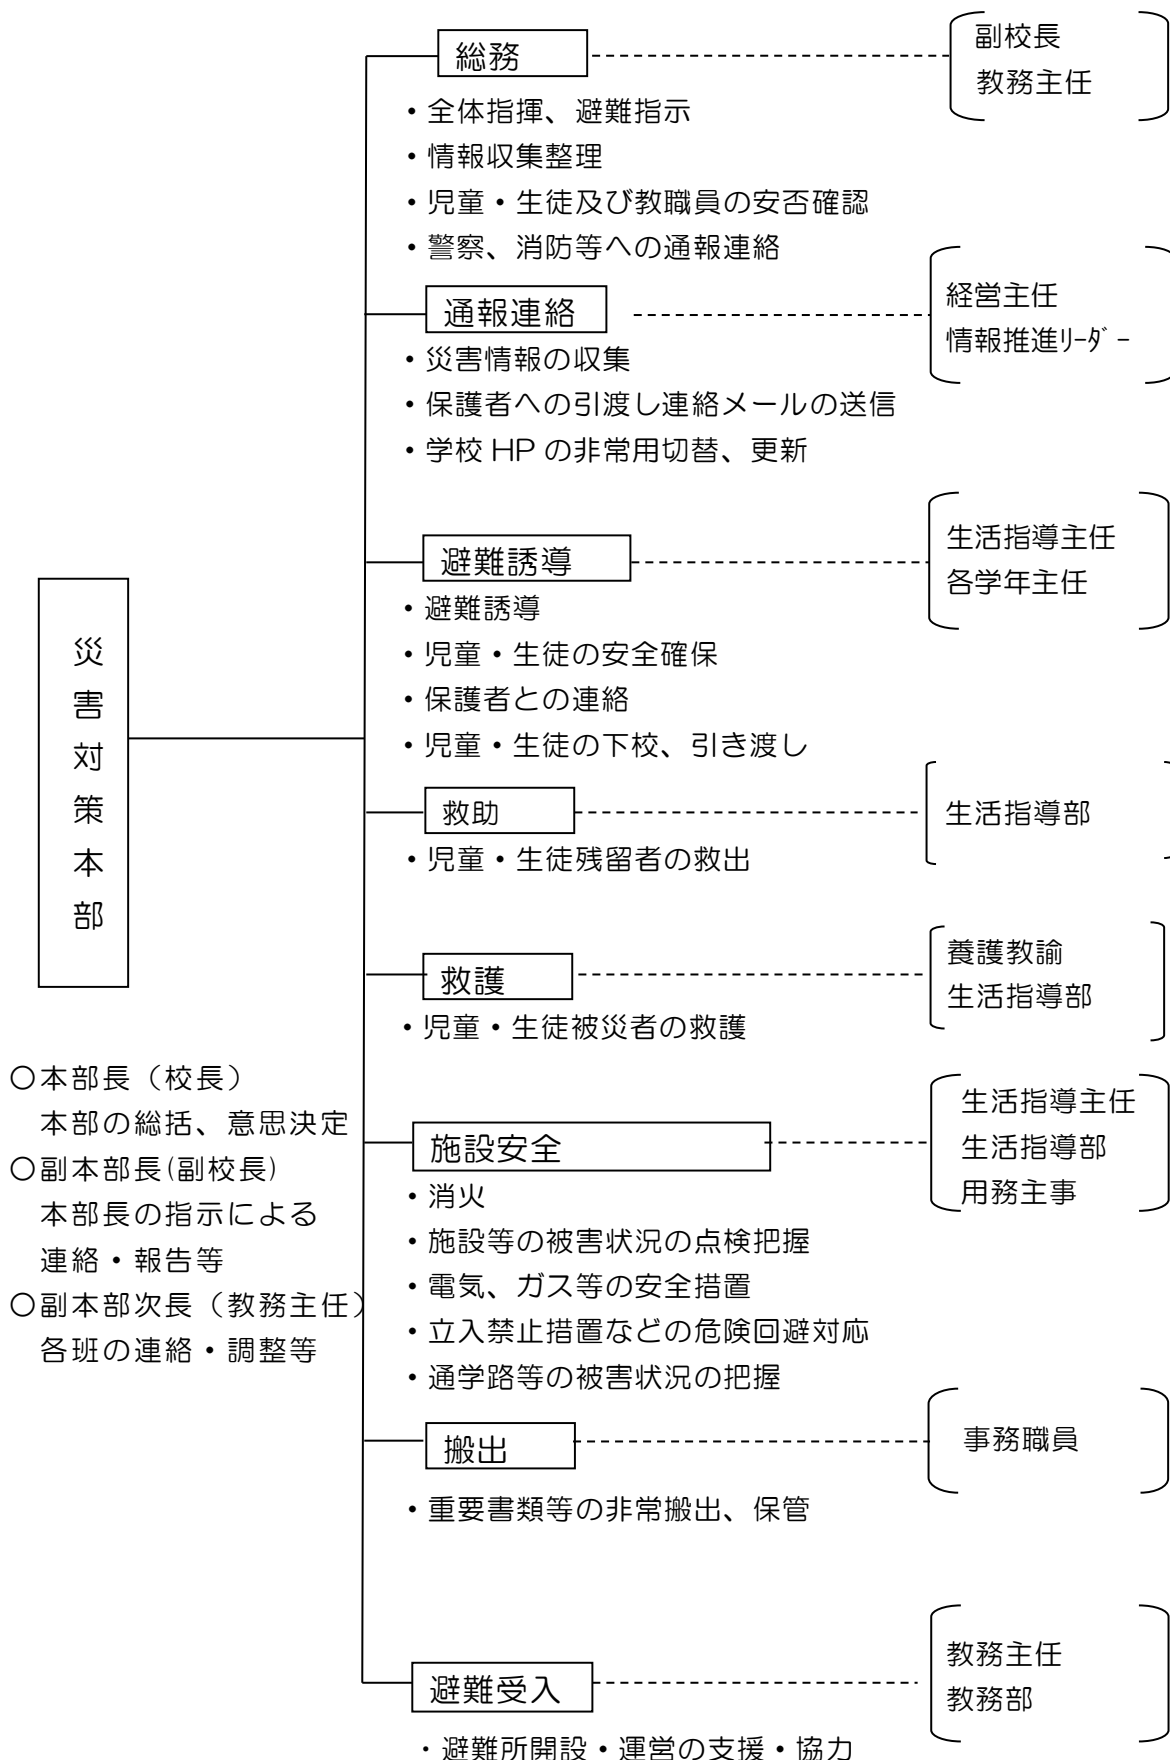 総務
副校長
教務主任
・全体指揮、避難指示
・情報収集整理
・児童・生徒及び教職員の安否確認
・警察、消防等への通報連絡
通報連絡
経営主任
情報推進ﾘｰﾀﾞｰ
・災害情報の収集
・保護者への引渡し連絡メールの送信
・学校 HP の非常用切替、更新
避難誘導
生活指導主任
各学年主任
・避難誘導
・児童・生徒の安全確保
・保護者との連絡
・児童・生徒の下校、引き渡し
災害対策本部
救助
生活指導部
・児童・生徒残留者の救出
救護
養護教諭
生活指導部
・児童・生徒被災者の救護
〇本部長（校長）
本部の総括、意思決定
〇副本部長(副校長)
本部長の指示による
連絡・報告等
〇副本部次長（教務主任）
各班の連絡・調整等
施設安全
生活指導主任
生活指導部
用務主事
・消火
・施設等の被害状況の点検把握
・電気、ガス等の安全措置
・立入禁止措置などの危険回避対応
・通学路等の被害状況の把握
搬出
事務職員
・重要書類等の非常搬出、保管
避難受入
教務主任
教務部
・避難所開設・運営の支援・協力